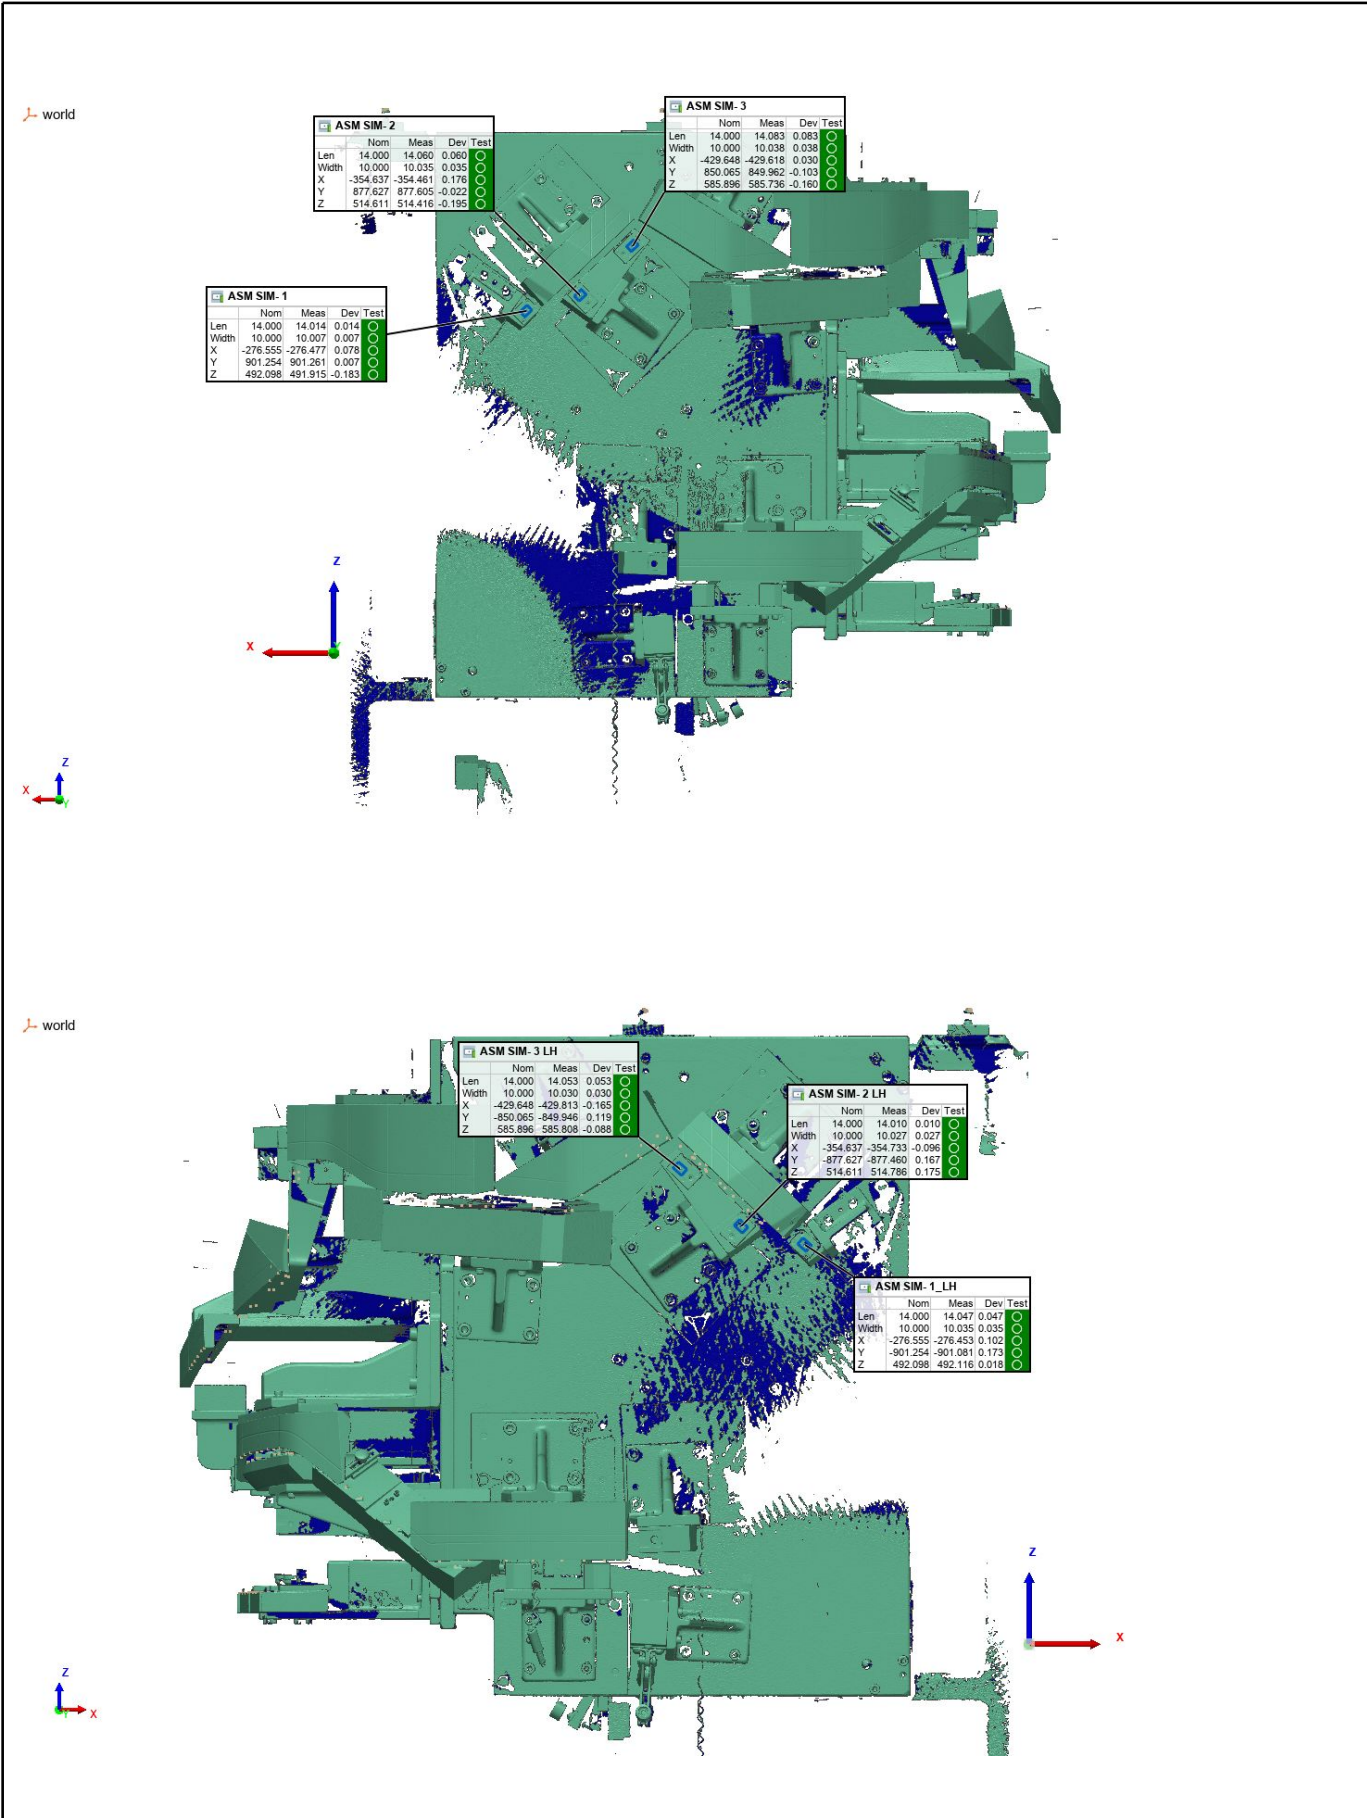 world
ASM SIM- 2
Nom Meas Dev Test
Len 14.000 14.060 0.060
Width 10.000 10.035 0.035
X -354.637 -354.461 0.176
Y 877.627 877.605 -0.022
Z 514.611 514.416 -0.195
ASM SIM- 3
Nom Meas Dev Test
Len 14.000 14.083 0.083
Width 10.000 10.038 0.038
X -429.648 -429.618 0.030
Y 850.065 849.962 -0.103
Z 585.896 585.736 -0.160
ASM SIM- 1
Nom Meas Dev Test
Len 14.000 14.014 0.014
Width 10.000 10.007 0.007
X -276.555 -276.477 0.078
Y 901.254 901.261 0.007
Z 492.098 491.915 -0.183
Z
X
Y
Z
X
Y
world
ASM SIM- 3 LH
Nom Meas Dev Test
Len 14.000 14.053 0.053
Width 10.000 10.030 0.030
X -429.648 -429.813 -0.165
Y -850.065 -849.946 0.119
Z 585.896 585.808 -0.088
ASM SIM- 2 LH
Nom Meas Dev Test
Len 14.000 14.010 0.010
Width 10.000 10.027 0.027
X -354.637 -354.733 -0.096
Y -877.627 -877.460 0.167
Z 514.611 514.786 0.175
ASM SIM- 1_LH
Nom Meas Dev Test
Len 14.000 14.047 0.047
Width 10.000 10.035 0.035
X -276.555 -276.453 0.102
Y -901.254 -901.081 0.173
Z 492.098 492.116 0.018
Z
X
Z
Y
X